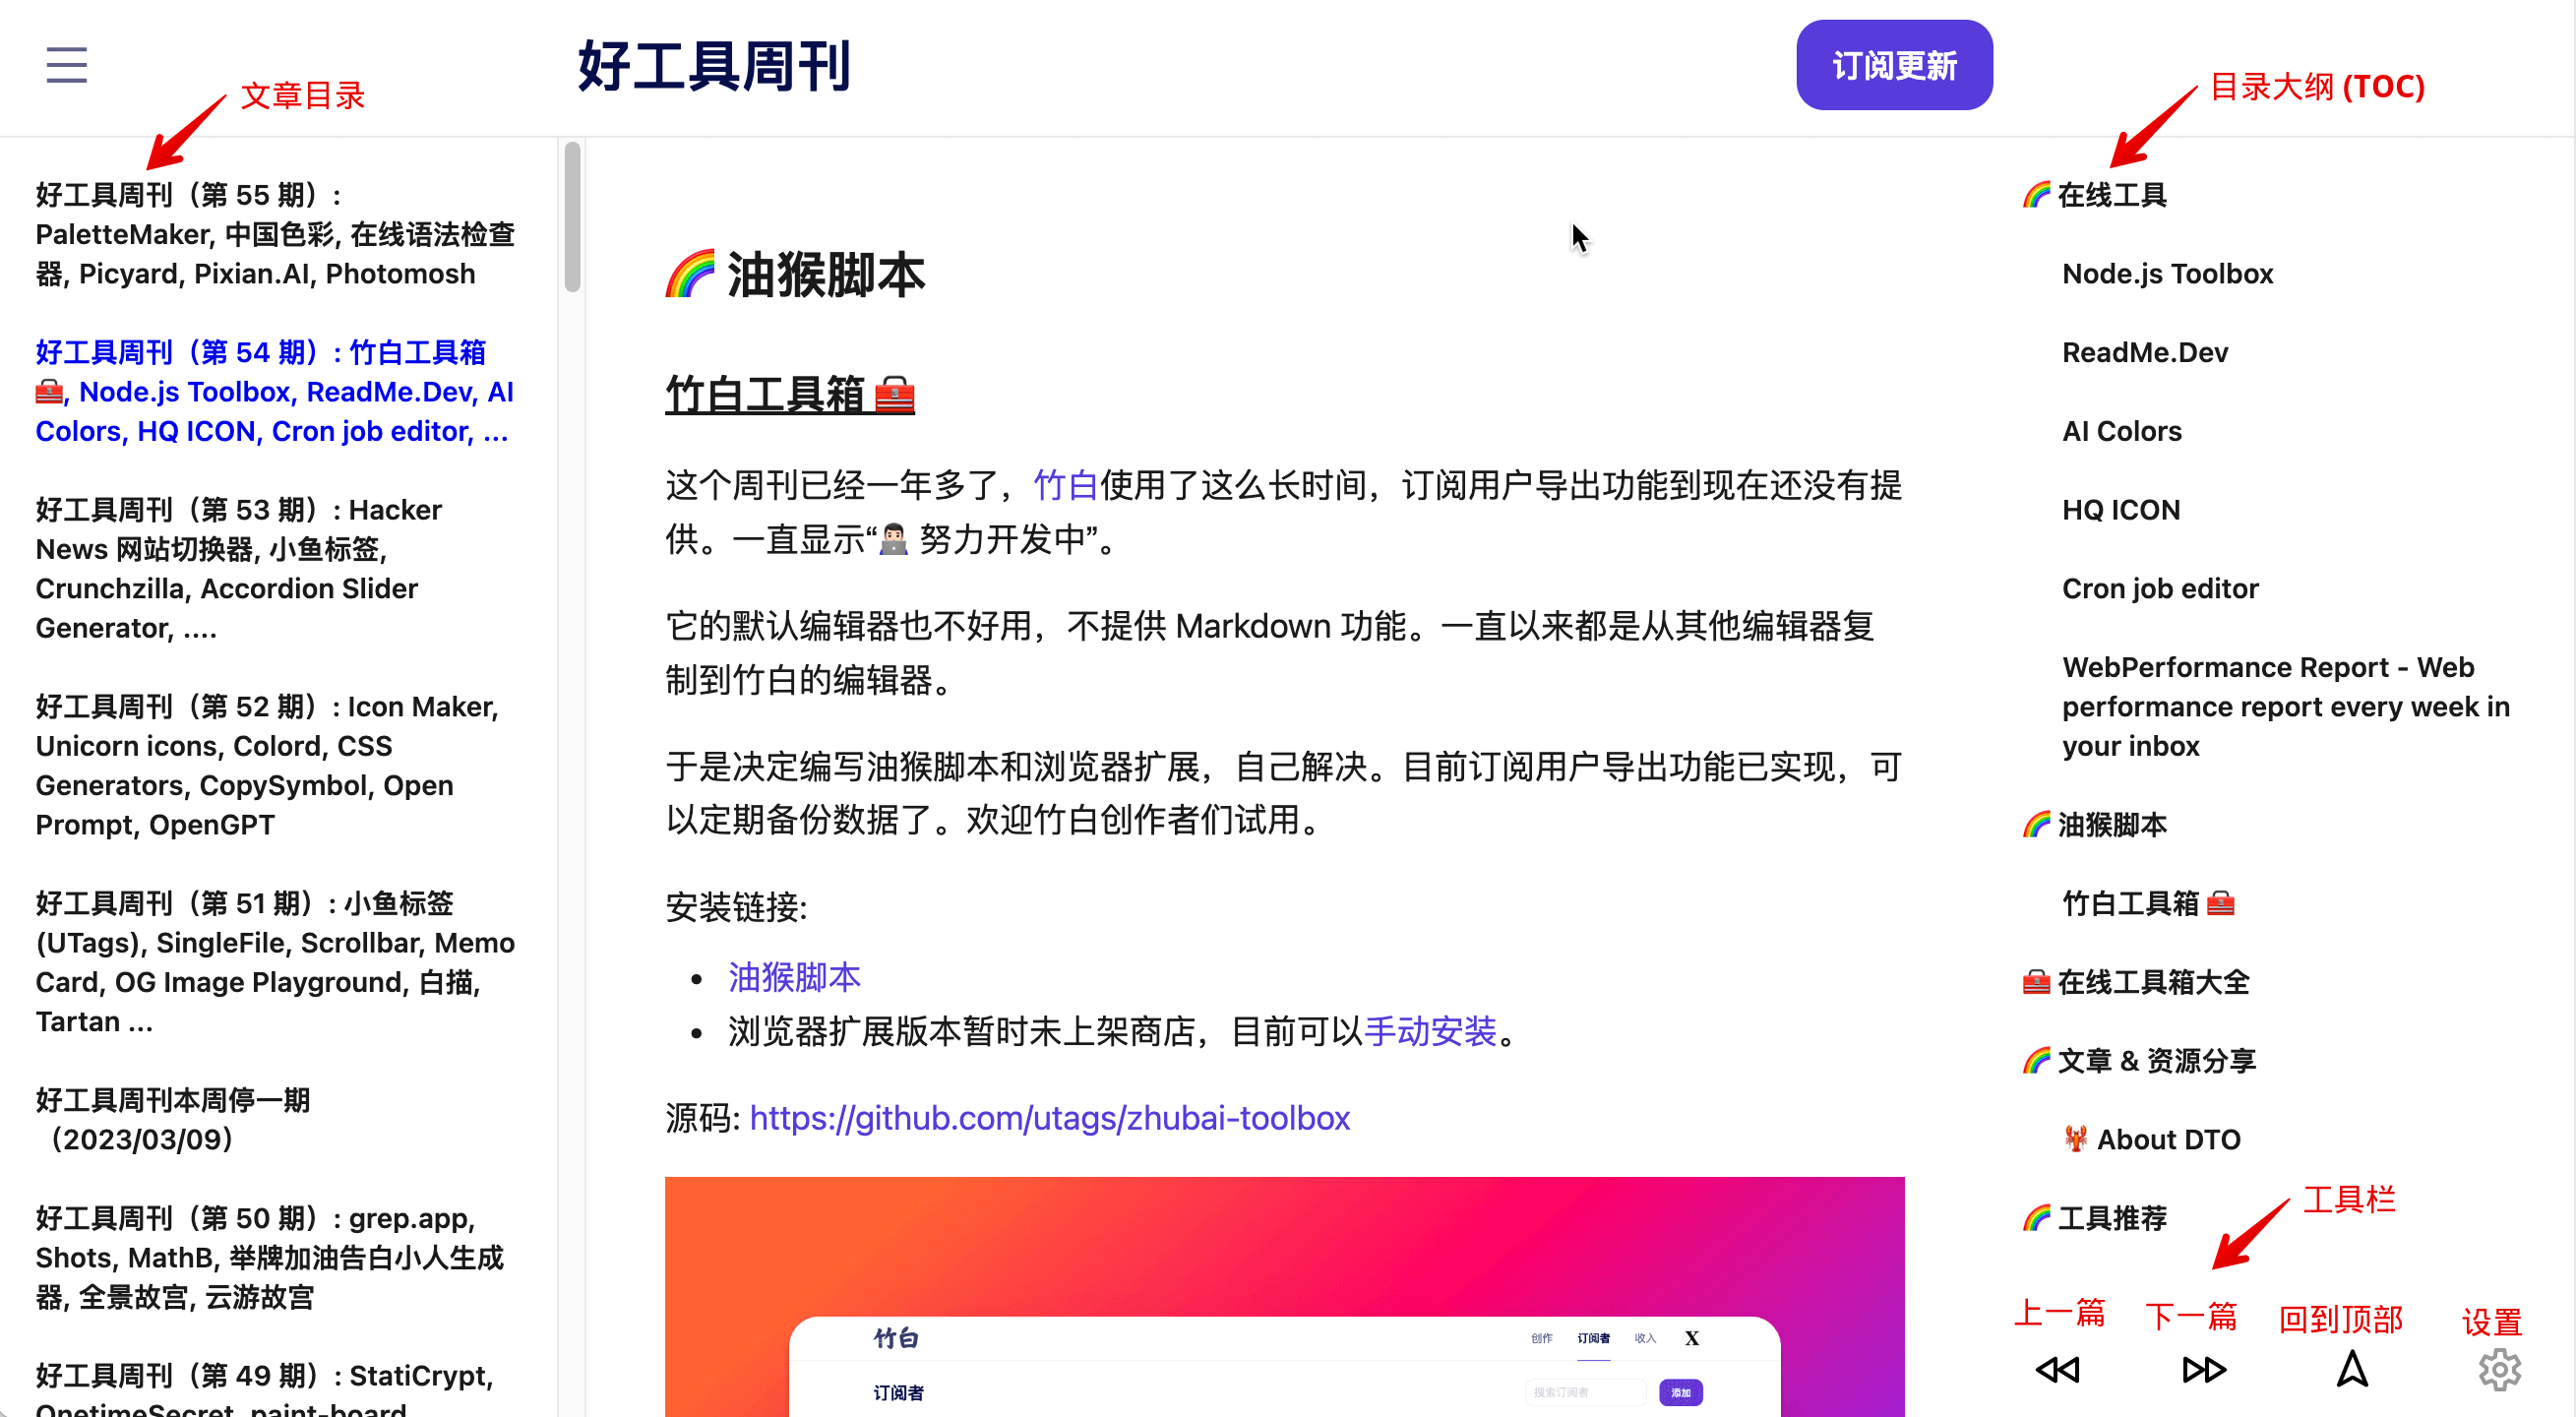 好工具周刊
订阅更新
文章目录
目录大纲 (TOC)
好工具周刊（第 55 期）:
PaletteMaker, 中国色彩, 在线语法检查
器, Picyard, Pixian.AI, Photomosh
好工具周刊（第 54 期）: 竹白工具箱
🧰, Node.js Toolbox, ReadMe.Dev, AI
Colors, HQ ICON, Cron job editor, ...
好工具周刊（第 53 期）: Hacker
News 网站切换器, 小鱼标签,
Crunchzilla, Accordion Slider
Generator, ....
好工具周刊（第 52 期）: Icon Maker,
Unicorn icons, Colord, CSS
Generators, CopySymbol, Open
Prompt, OpenGPT
好工具周刊（第 51 期）: 小鱼标签
(UTags), SingleFile, Scrollbar, Memo
Card, OG Image Playground, 白描,
Tartan ...
好工具周刊本周停一期
（2023/03/09）
好工具周刊（第 50 期）: grep.app,
Shots, MathB, 举牌加油告白小人生成
器, 全景故宫, 云游故宫
好工具周刊（第 49 期）: StatiCrypt,
OnetimeSecret, paint-board
🌈 油猴脚本
竹白工具箱 🧰
这个周刊已经一年多了，竹白使用了这么长时间，订阅用户导出功能到现在还没有提
供。一直显示“👨🏻‍💻 努力开发中”。
它的默认编辑器也不好用，不提供 Markdown 功能。一直以来都是从其他编辑器复
制到竹白的编辑器。
于是决定编写油猴脚本和浏览器扩展，自己解决。目前订阅用户导出功能已实现，可
以定期备份数据了。欢迎竹白创作者们试用。
安装链接:
• 油猴脚本
• 浏览器扩展版本暂时未上架商店，目前可以手动安装。
源码: https://github.com/utags/zhubai-toolbox
竹白
创作 订阅者 收入 X
订阅者
搜索订阅者 添加
🌈 在线工具
Node.js Toolbox
ReadMe.Dev
AI Colors
HQ ICON
Cron job editor
WebPerformance Report - Web
performance report every week in
your inbox
🌈 油猴脚本
竹白工具箱 🧰
🧰 在线工具箱大全
🌈 文章 & 资源分享
🦞 About DTO
🌈 工具推荐
工具栏
上一篇 下一篇 回到顶部 设置